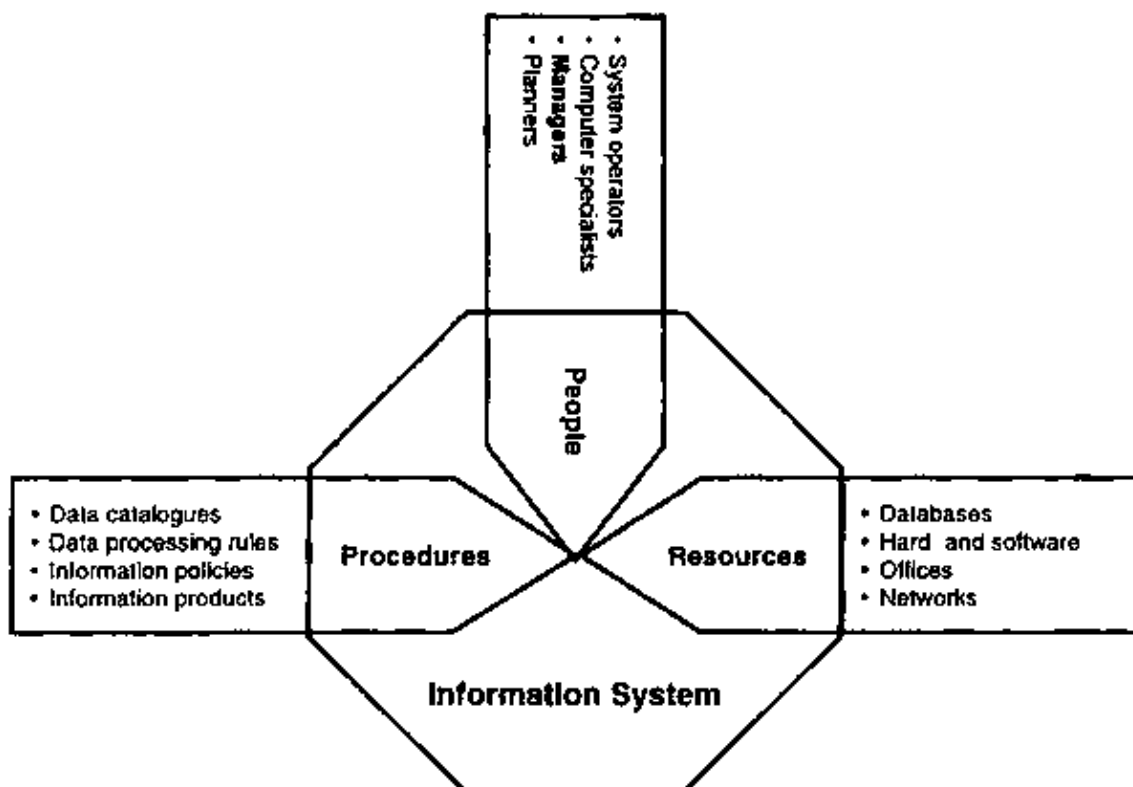 • System operators
• Computer specialists
• Managers
• Planners
People
• Data catalogues
• Data processing rules
• Information policies
• Information products
Procedures
Resources
• Databases
• Hard and software
• Offices
• Networks
Information System